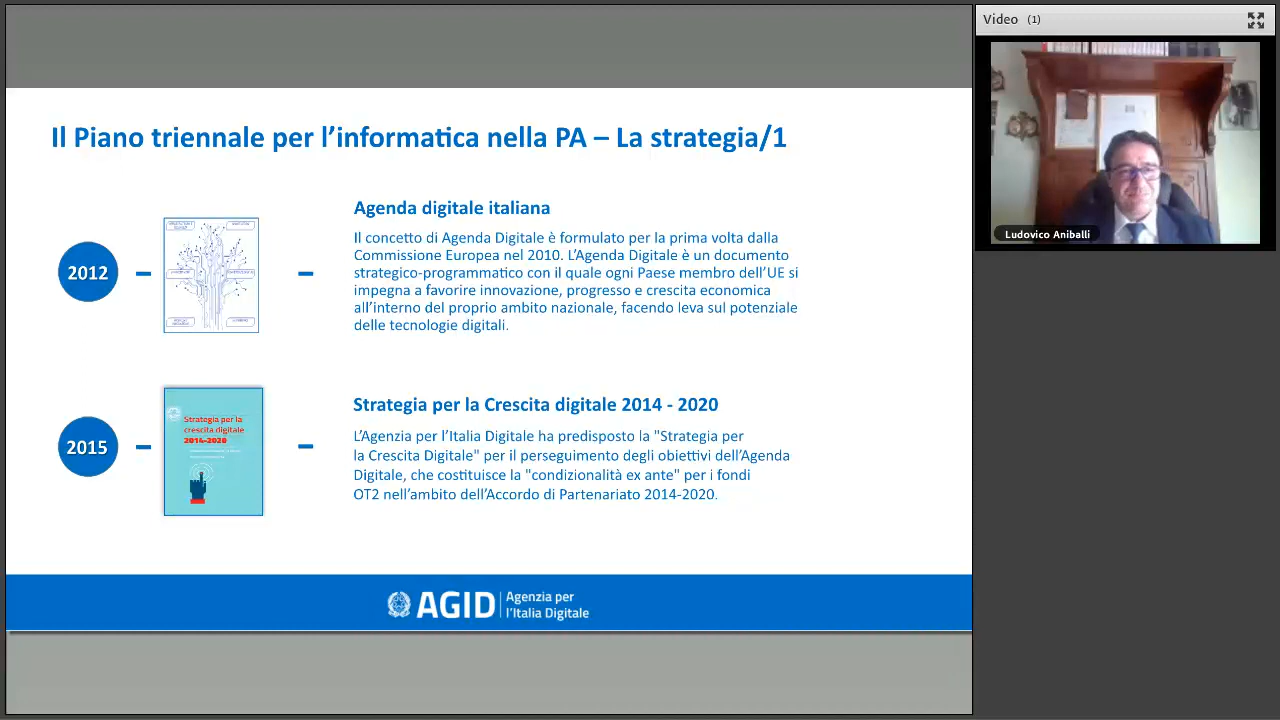 Il Piano triennale per l'informatica nella PA – La strategia/1
2012
Agenda digitale italiana
Il concetto di Agenda Digitale è formulato per la prima volta dalla
Commissione Europea nel 2010. L'Agenda Digitale è un documento
strategico-programmatico con il quale ogni Paese membro dell'UE si
impegna a favorire innovazione, progresso e crescita economica
all'interno del proprio ambito nazionale, facendo leva sul potenziale
delle tecnologie digitali.
2015
Strategia per la
crescita digitale
2014-2020
Strategia per la Crescita digitale 2014 - 2020
L'Agenzia per l'Italia Digitale ha predisposto la "Strategia per
la Crescita Digitale" per il perseguimento degli obiettivi dell'Agenda
Digitale, che costituisce la "condizionalità ex ante" per i fondi
OT2 nell'ambito dell'Accordo di Partenariato 2014-2020.
AGID
Agenzia per
l'Italia Digitale
Video (1)
Ludovico Aniballi